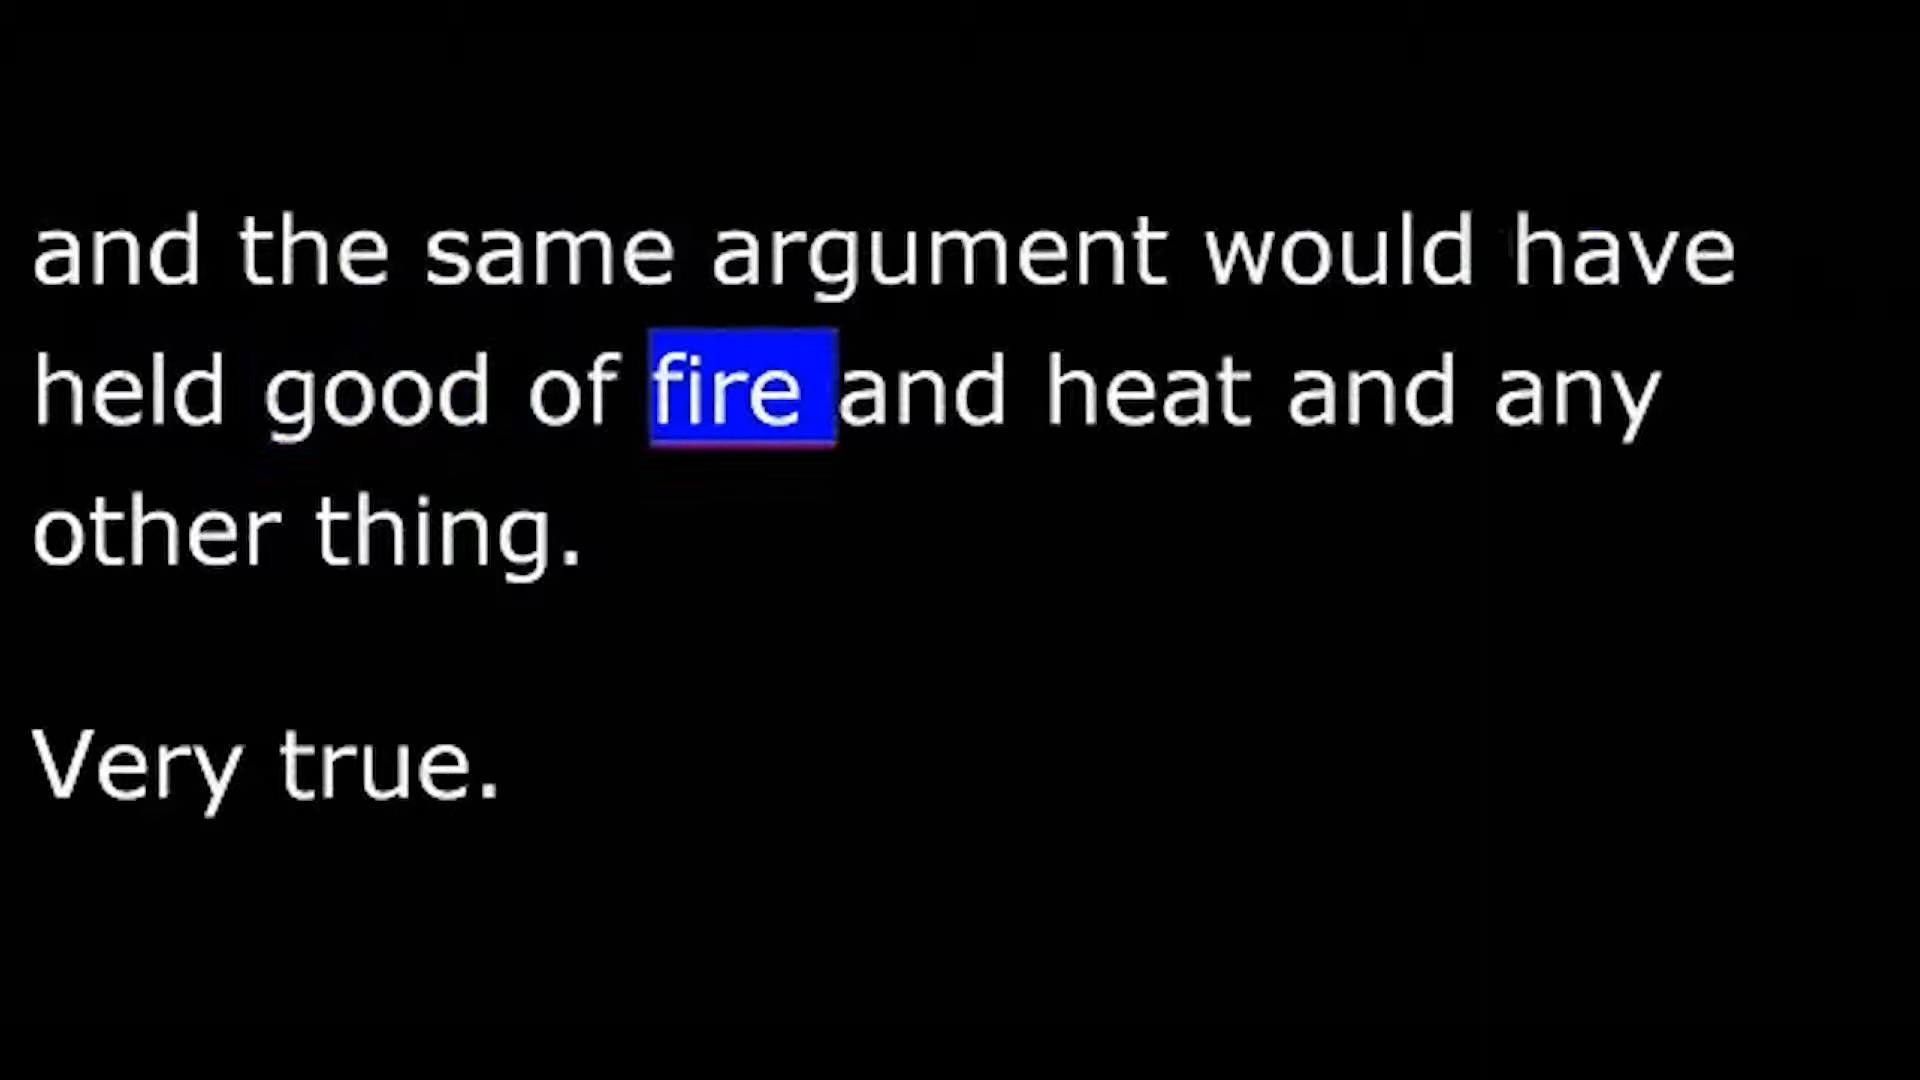 and the same argument would have
held good of fire and heat and any
other thing.
Very true.